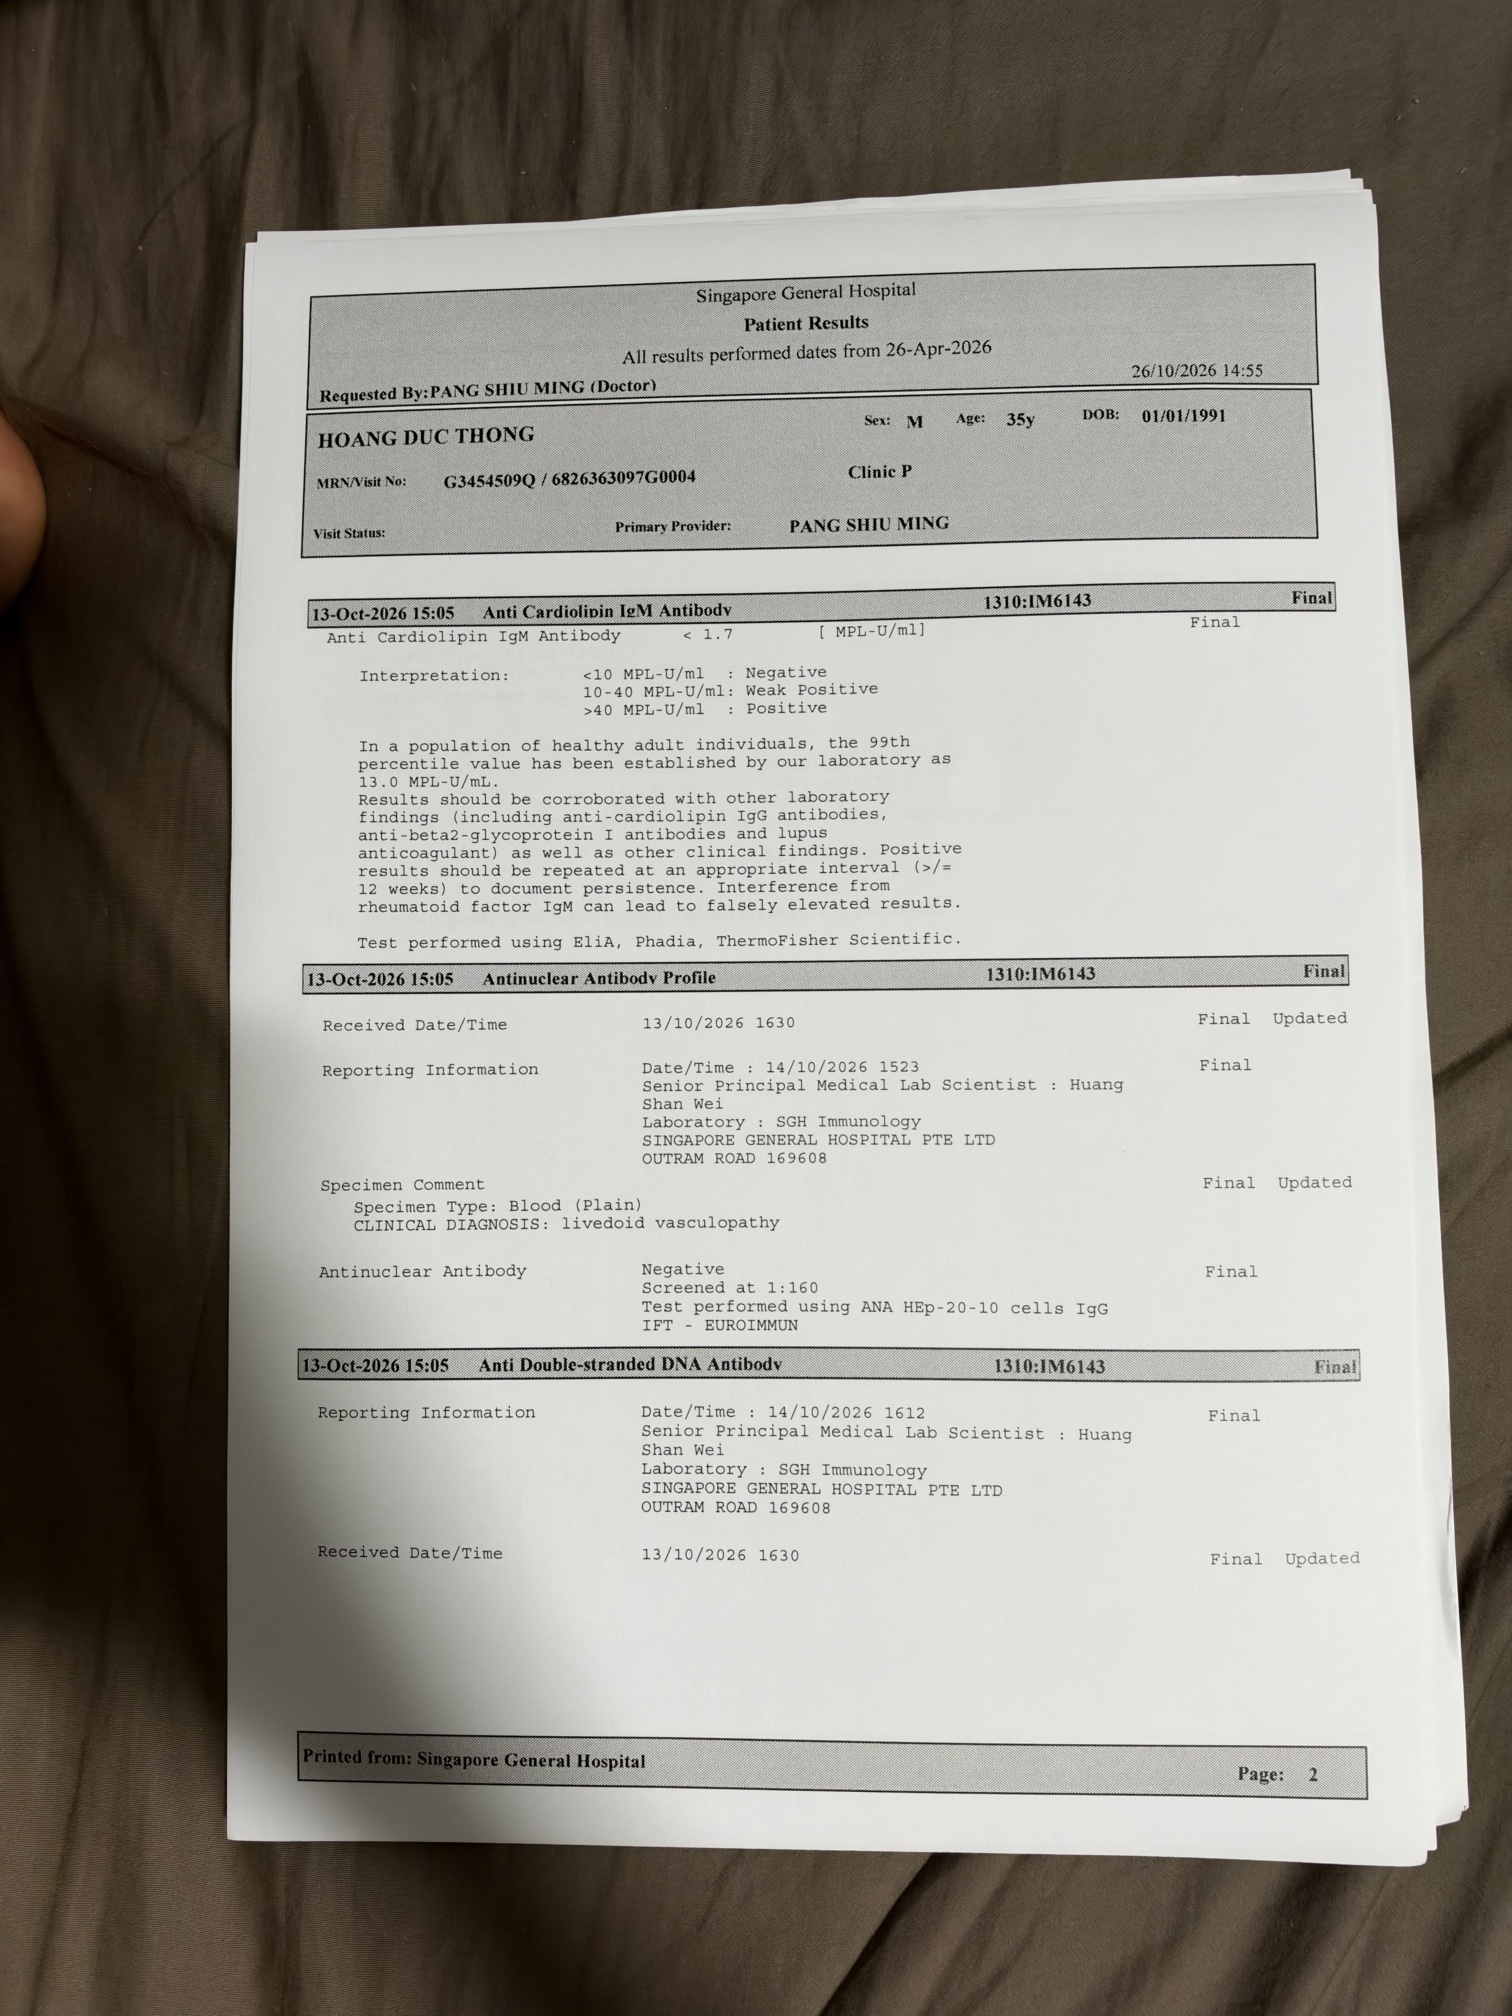 Singapore General Hospital
Patient Results
All results performed dates from 26-Apr-2026
26/10/2026 14:55
Requested By:PANG SHIU MING (Doctor)
HOANG DUC THONG Sex: M Age: 35y DOB: 01/01/1991
MRN/Visit No: G3454509Q / 6826363097G0004 Clinic P
Visit Status: Primary Provider: PANG SHIU MING
13-Oct-2026 15:05 Anti Cardiolipin IgM Antibody 1310:IM6143 Final
Anti Cardiolipin IgM Antibody < 1.7 [ MPL-U/ml] Final
Interpretation: <10 MPL-U/ml : Negative
10-40 MPL-U/ml: Weak Positive
>40 MPL-U/ml : Positive
In a population of healthy adult individuals, the 99th
percentile value has been established by our laboratory as
13.0 MPL-U/mL.
Results should be corroborated with other laboratory
findings (including anti-cardiolipin IgG antibodies,
anti-beta2-glycoprotein I antibodies and lupus
anticoagulant) as well as other clinical findings. Positive
results should be repeated at an appropriate interval (>/=
12 weeks) to document persistence. Interference from
rheumatoid factor IgM can lead to falsely elevated results.
Test performed using EliA, Phadia, ThermoFisher Scientific.
13-Oct-2026 15:05 Antinuclear Antibody Profile 1310:IM6143 Final
Received Date/Time 13/10/2026 1630 Final Updated
Reporting Information Date/Time : 14/10/2026 1523 Final
Senior Principal Medical Lab Scientist : Huang
Shan Wei
Laboratory : SGH Immunology
SINGAPORE GENERAL HOSPITAL PTE LTD
OUTRAM ROAD 169608
Specimen Comment Final Updated
Specimen Type: Blood (Plain)
CLINICAL DIAGNOSIS: livedoid vasculopathy
Antinuclear Antibody Negative Final
Screened at 1:160
Test performed using ANA HEp-20-10 cells IgG
IFT - EUROIMMUN
13-Oct-2026 15:05 Anti Double-stranded DNA Antibody 1310:IM6143 Final
Reporting Information Date/Time : 14/10/2026 1612 Final
Senior Principal Medical Lab Scientist : Huang
Shan Wei
Laboratory : SGH Immunology
SINGAPORE GENERAL HOSPITAL PTE LTD
OUTRAM ROAD 169608
Received Date/Time 13/10/2026 1630 Final Updated
Printed from: Singapore General Hospital
Page: 2